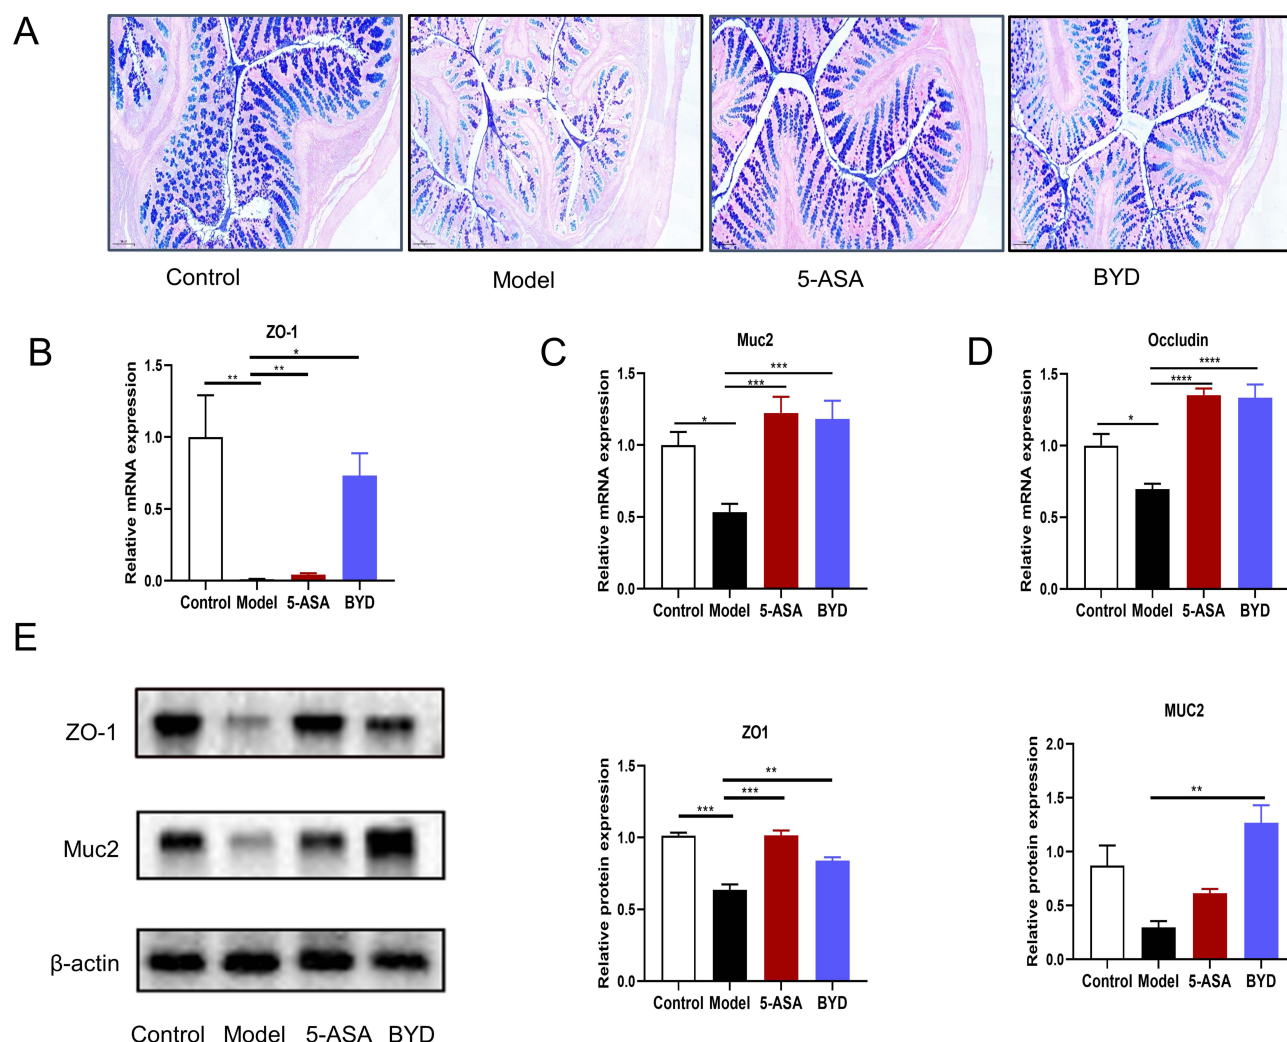 A
Control Model 5-ASA BYD
B
ZO-1
Relative mRNA expression
1.5
1.0
0.5
0.0
*
**
**
Control Model 5-ASA BYD
C
Muc2
Relative mRNA expression
1.5
1.0
0.5
0.0
***
***
*
Control Model 5-ASA BYD
D
Occludin
Relative mRNA expression
1.5
1.0
0.5
0.0
****
****
*
Control Model 5-ASA BYD
E
ZO-1
Muc2
β-actin
Control Model 5-ASA BYD
ZO1
Relative protein expression
1.5
1.0
0.5
0.0
**
***
***
Control Model 5-ASA BYD
MUC2
Relative protein expression
2.0
1.5
1.0
0.5
0.0
**
Control Model 5-ASA BYD